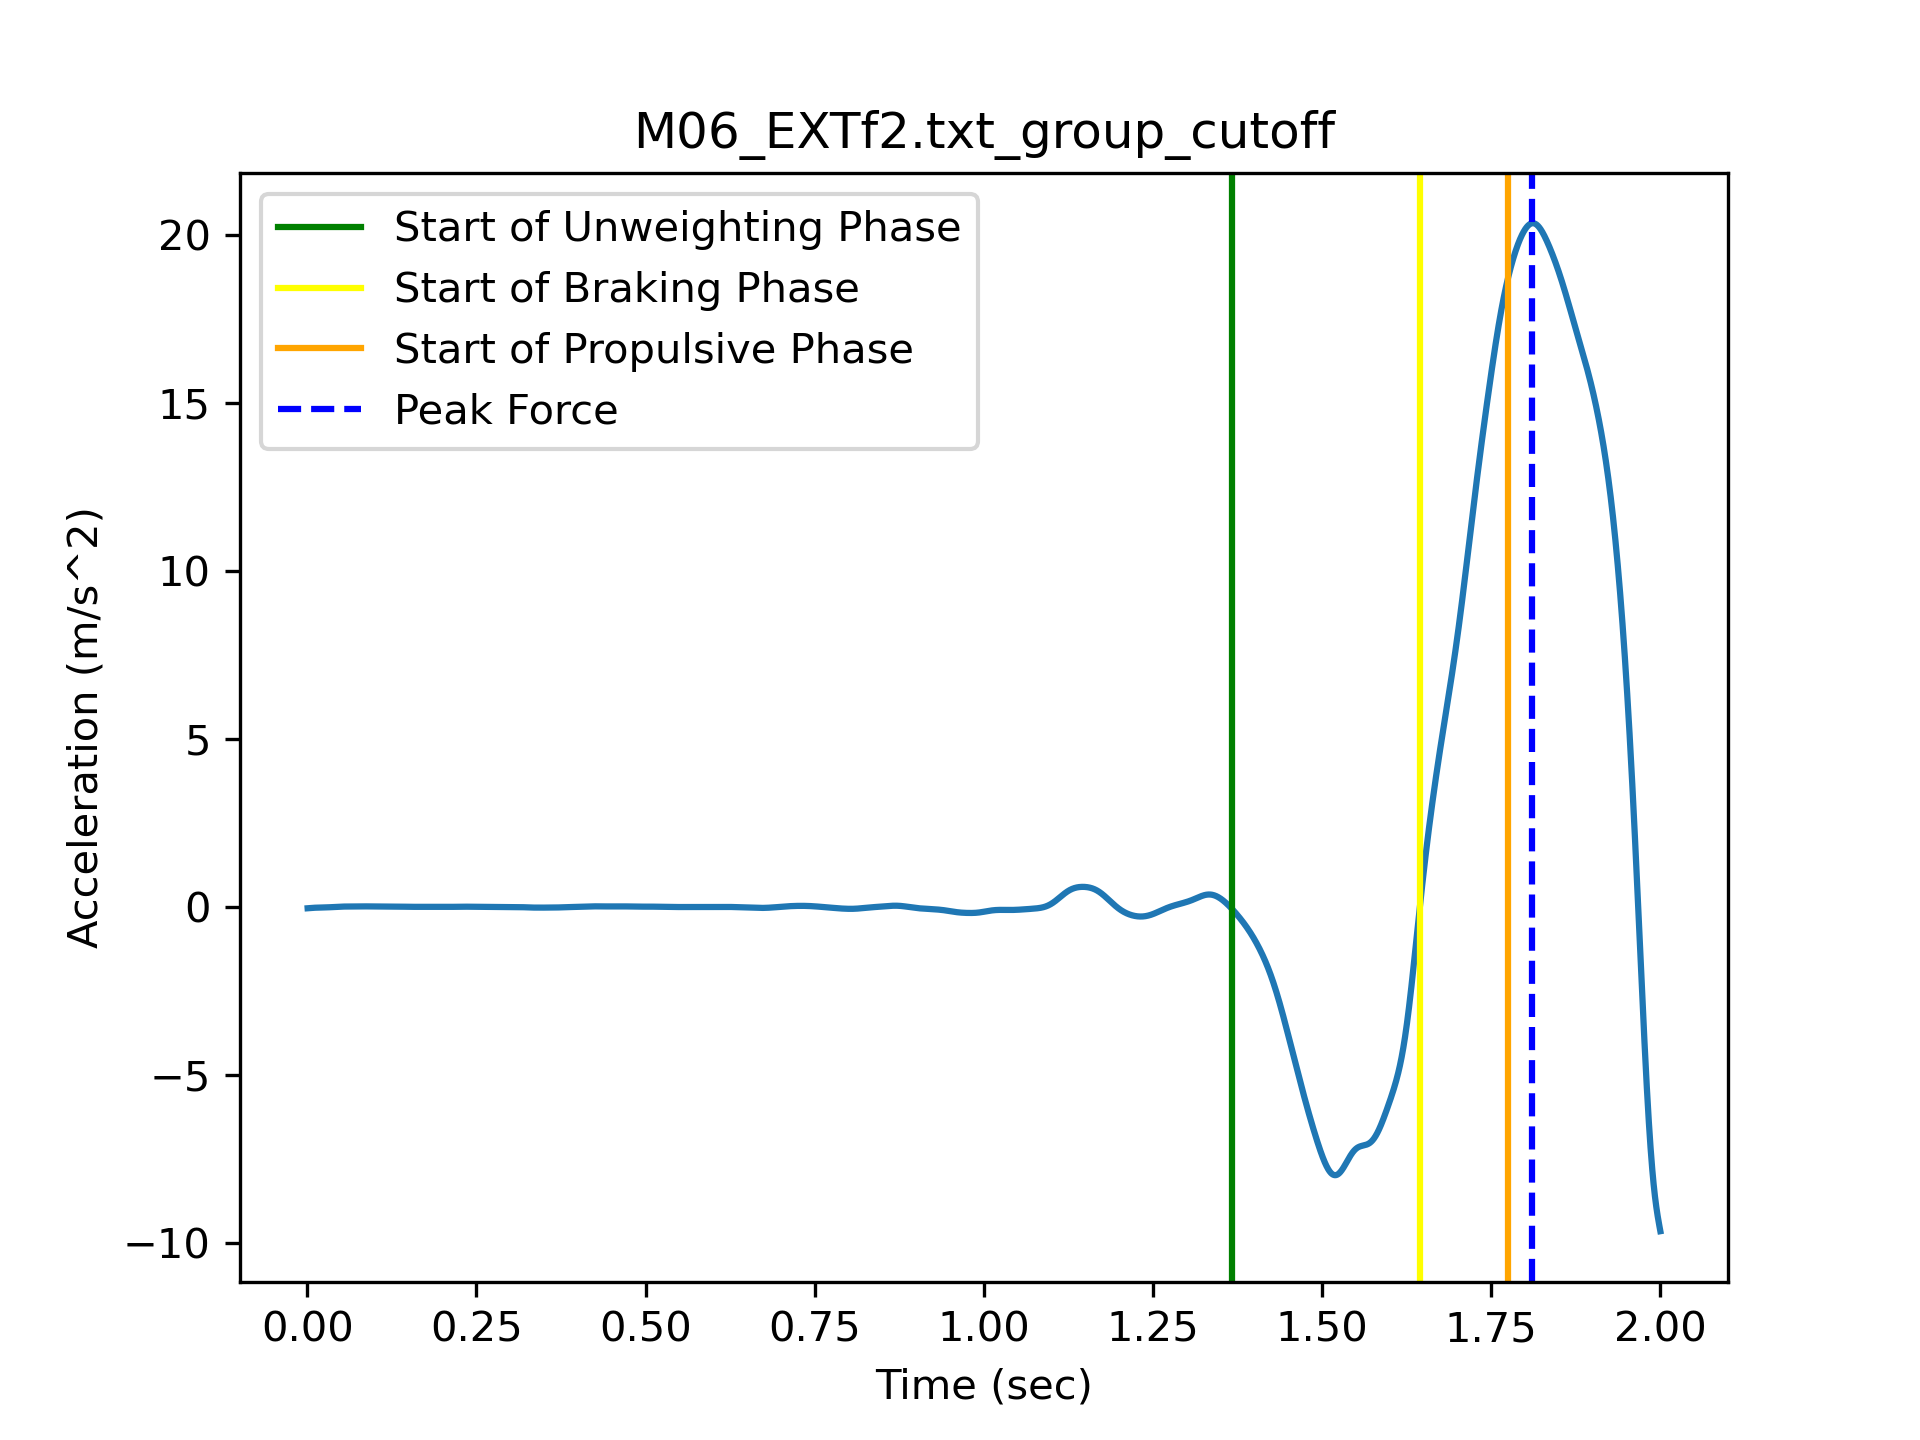 M06_EXTf2.txt_group_cutoff
Start of Unweighting Phase
Start of Braking Phase
Start of Propulsive Phase
Peak Force
Acceleration (m/s^2)
20
15
10
5
0
−5
−10
0.00 0.25 0.50 0.75 1.00 1.25 1.50 1.75 2.00
Time (sec)